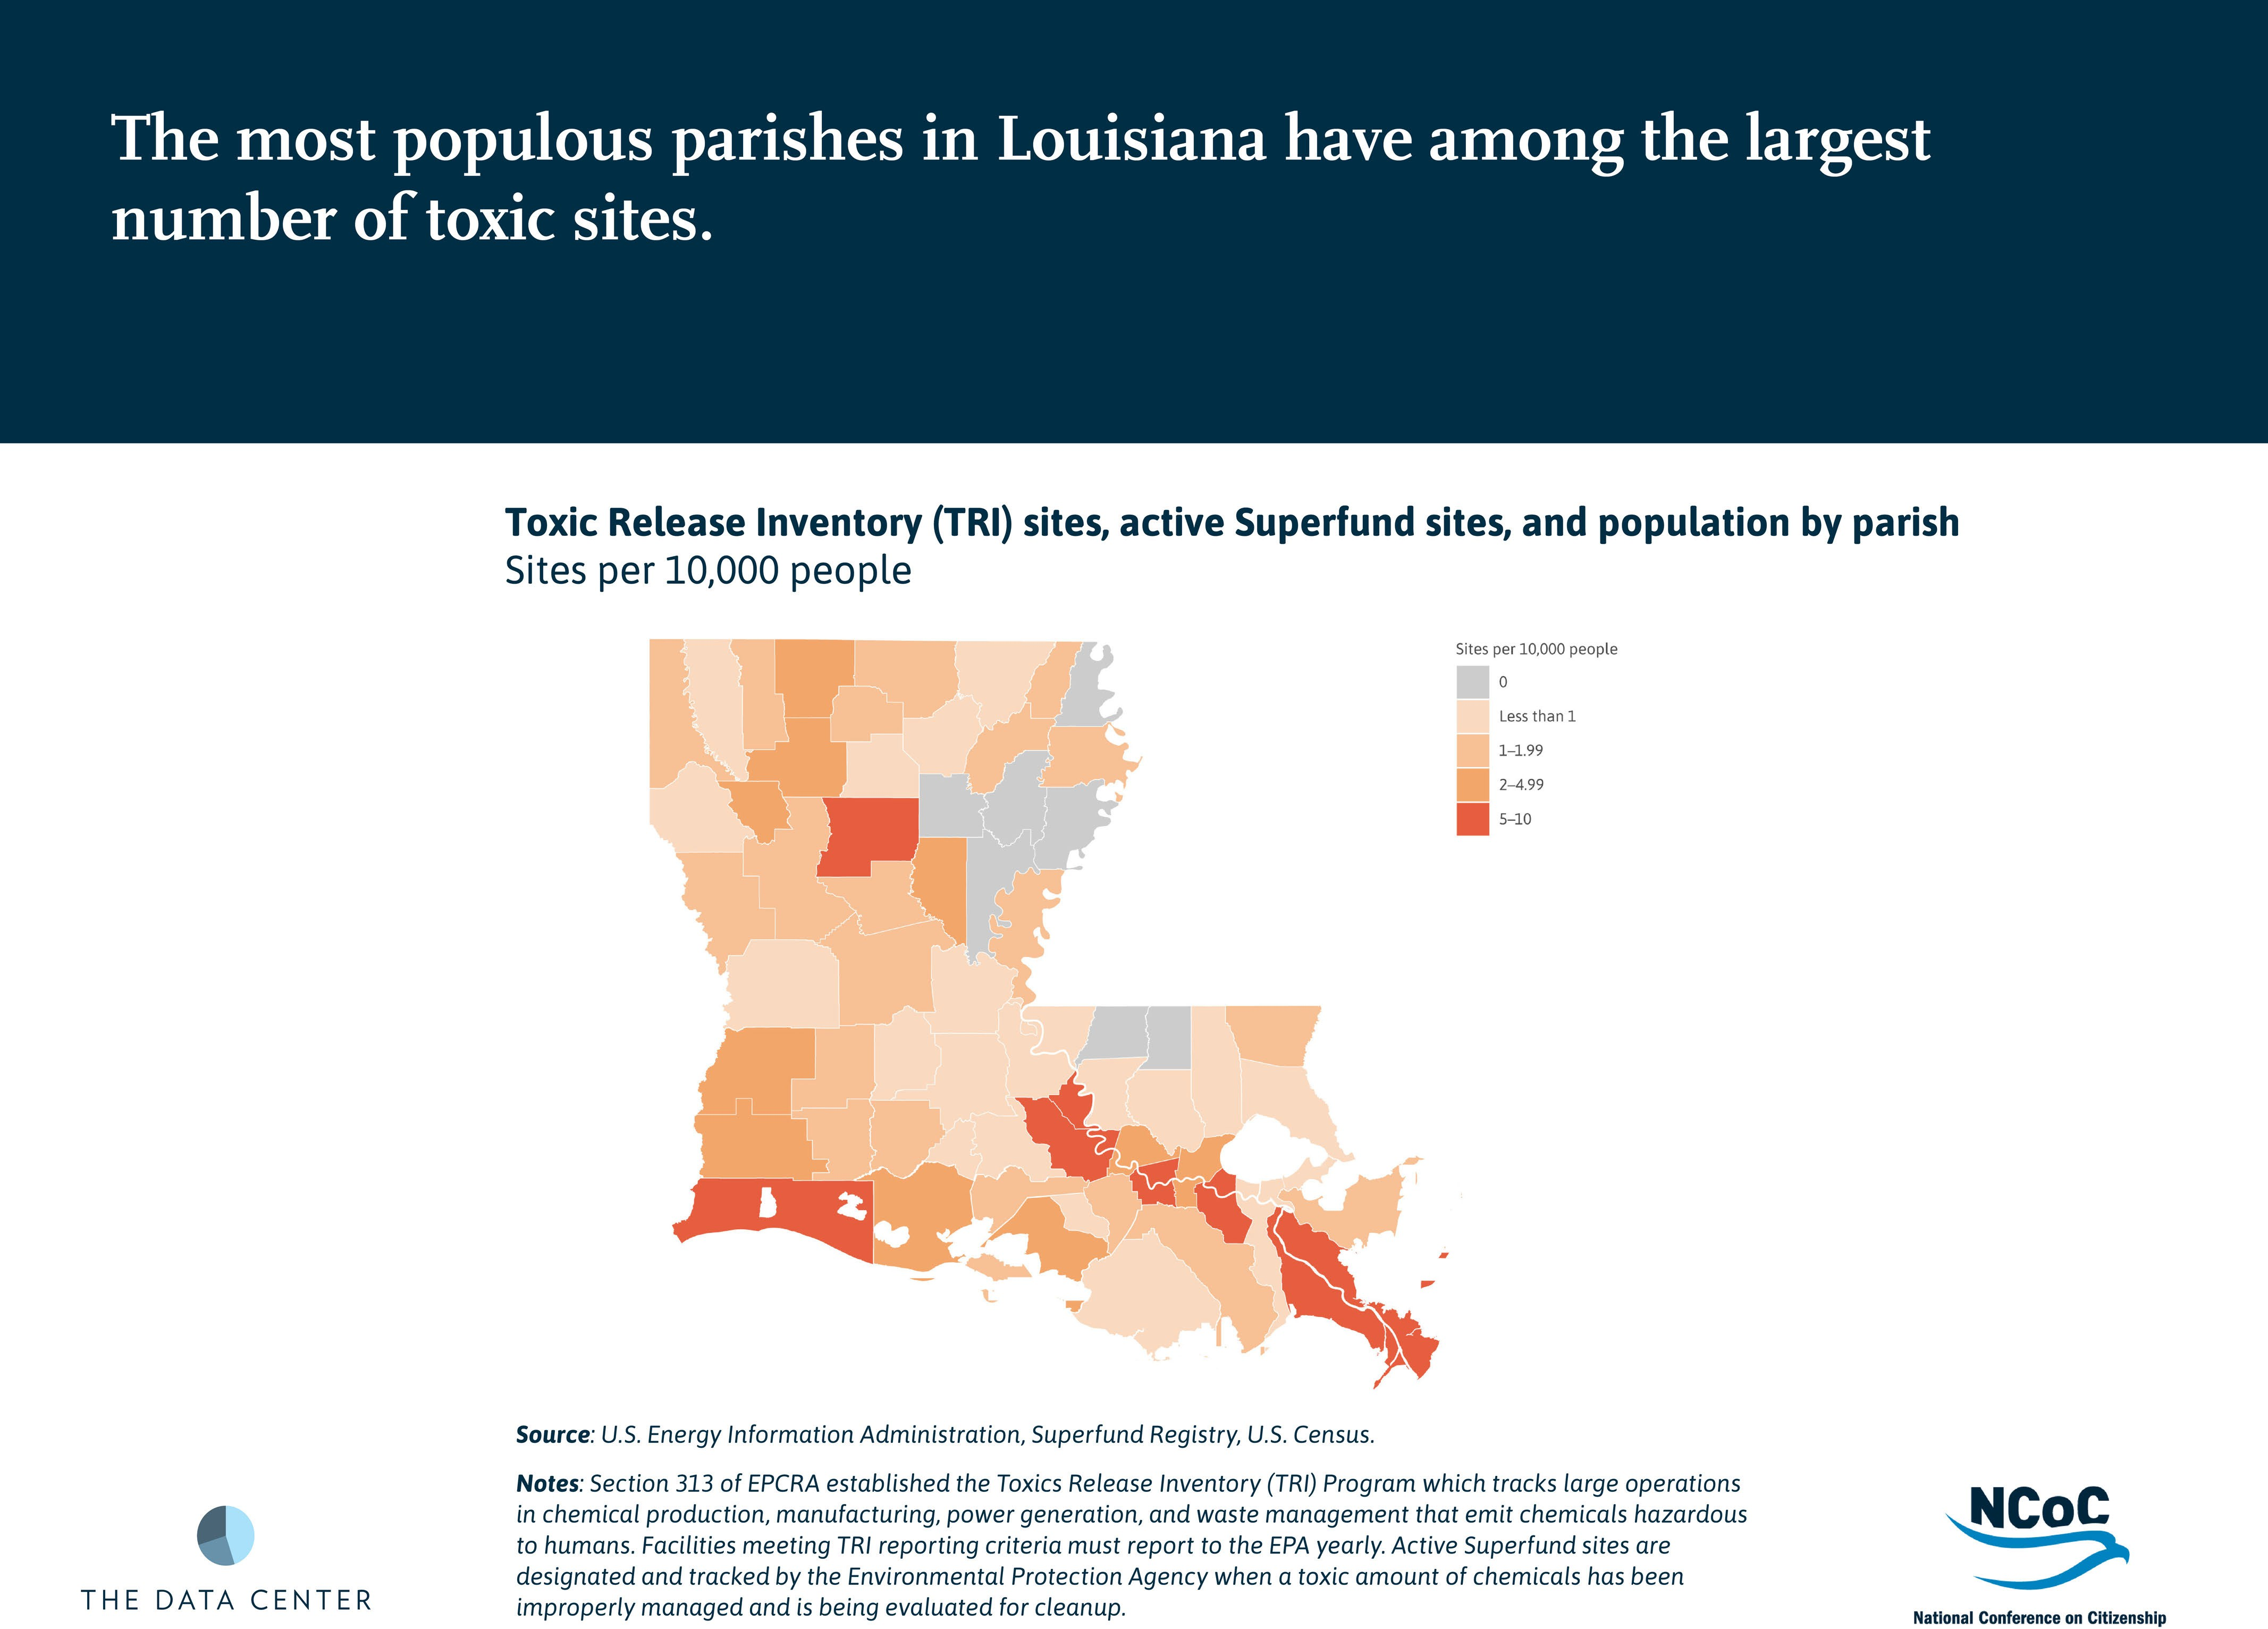 The most populous parishes in Louisiana have among the largest
number of toxic sites.
Toxic Release Inventory (TRI) sites, active Superfund sites, and population by parish
Sites per 10,000 people
Sites per 10,000 people
0
Less than 1
1–1.99
2–4.99
5–10
Source: U.S. Energy Information Administration, Superfund Registry, U.S. Census.
Notes: Section 313 of EPCRA established the Toxics Release Inventory (TRI) Program which tracks large operations
in chemical production, manufacturing, power generation, and waste management that emit chemicals hazardous
to humans. Facilities meeting TRI reporting criteria must report to the EPA yearly. Active Superfund sites are
designated and tracked by the Environmental Protection Agency when a toxic amount of chemicals has been
improperly managed and is being evaluated for cleanup.
THE DATA CENTER
NCoC
National Conference on Citizenship